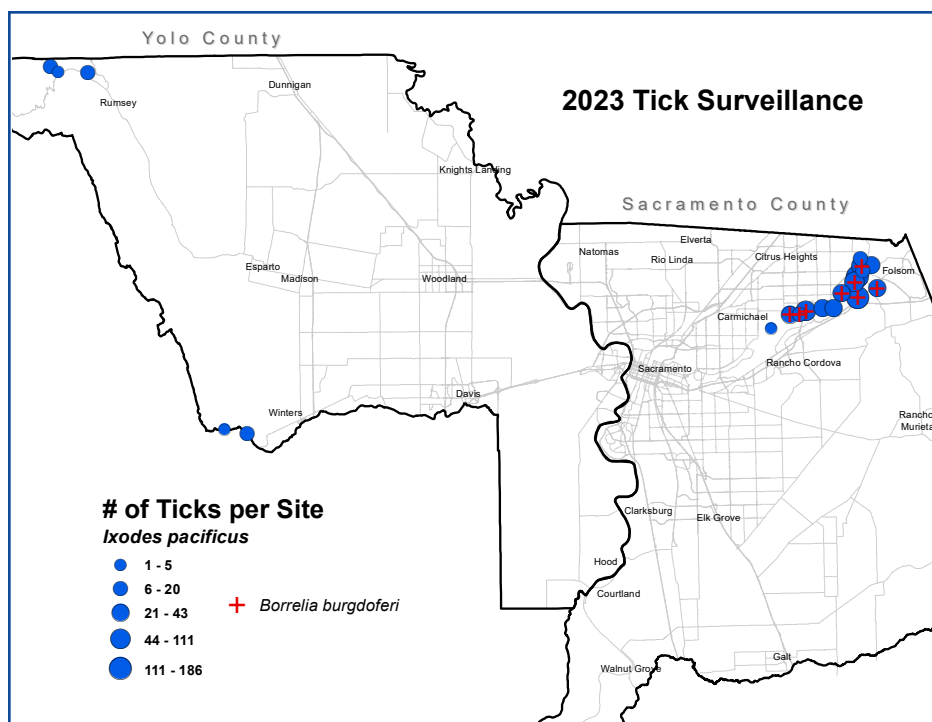 Yolo County
Dunnigan
Rumsey
2023 Tick Surveillance
Knights Landing
Sacramento County
Elverta
Natomas
Citrus Heights
Rio Linda
Esparto
Folsom
Madison
Woodland
Carmichael
Rancho Cordova
Sacramento
Davis
Winters
Rancho
Murieta
# of Ticks per Site
Ixodes pacificus
Clarksburg
Elk Grove
1 - 5
Hood
6 - 20
Courtland
Borrelia burgdoferi
21 - 43
44 - 111
Galt
Walnut Grove
111 - 186